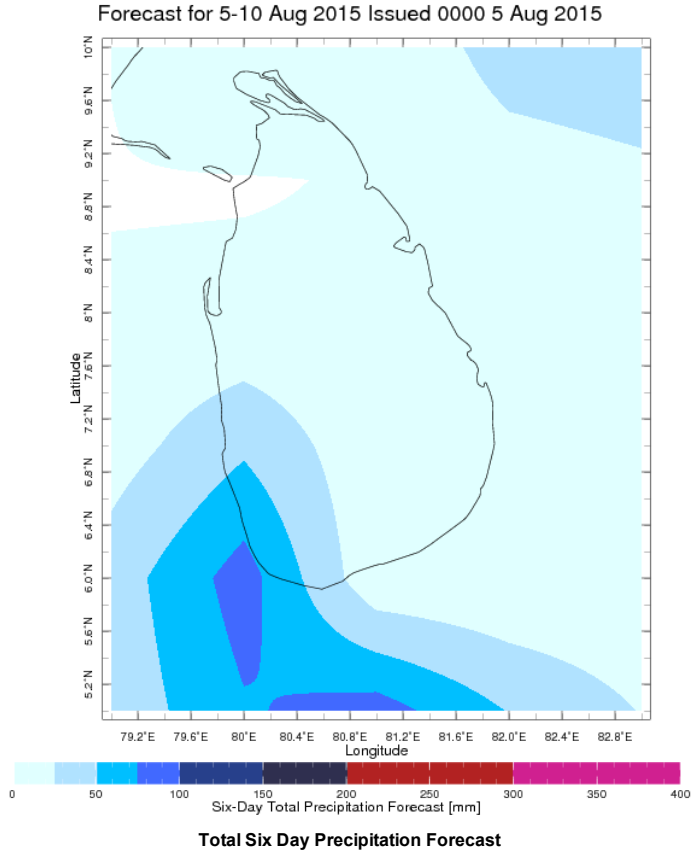 Forecast for 5-10 Aug 2015 Issued 0000 5 Aug 2015
10°N
9.6°N
9.2°N
8.8°N
8.4°N
8°N
7.6°N
7.2°N
6.8°N
6.4°N
6.0°N
5.6°N
5.2°N
Latitude
79.2°E 79.6°E 80°E 80.4°E 80.8°E 81.2°E 81.6°E 82.0°E 82.4°E 82.8°E
Longitude
0 50 100 150 200 250 300 350 400
Six-Day Total Precipitation Forecast [mm]
Total Six Day Precipitation Forecast